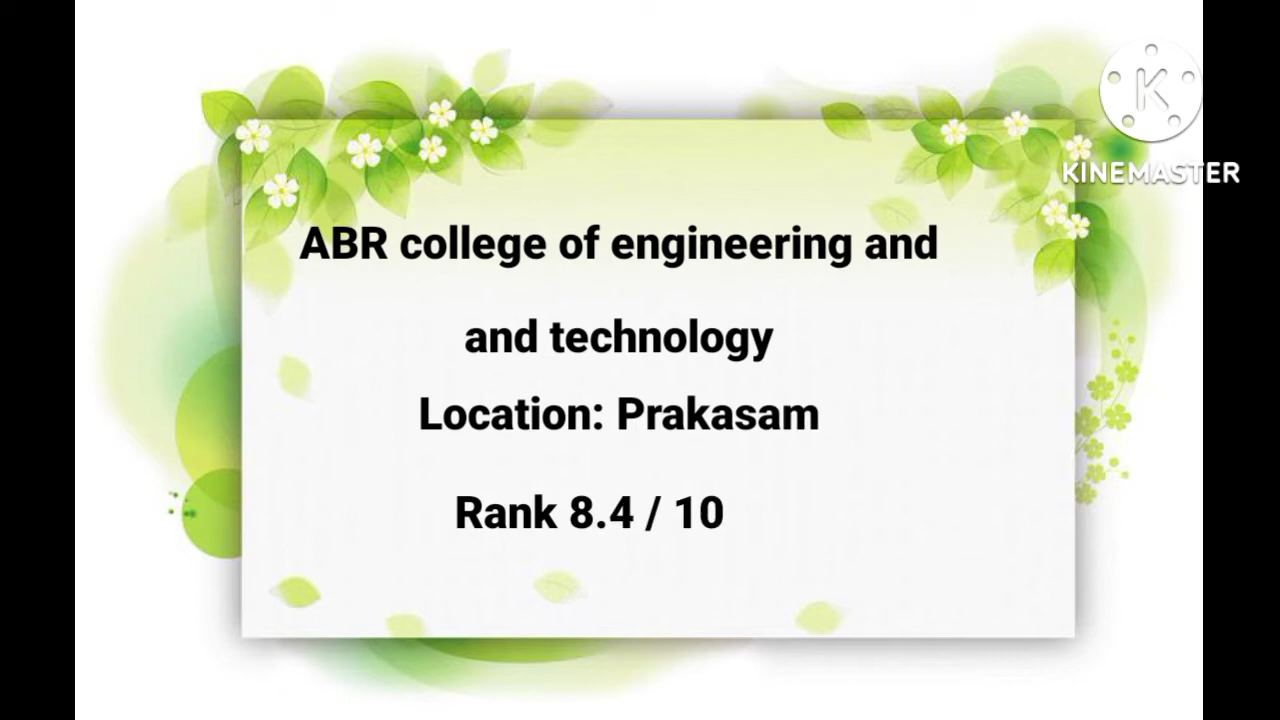 K
KINEMASTER
ABR college of engineering and
and technology
Location: Prakasam
Rank 8.4 / 10